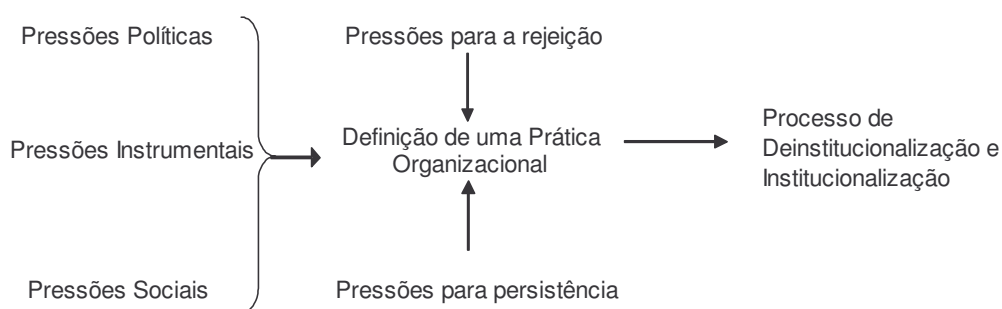 Pressões Políticas
Pressões Instrumentais
Pressões Sociais
Pressões para a rejeição
Definição de uma Prática
Organizacional
Pressões para persistência
Processo de
Deinstitucionalização e
Institucionalização